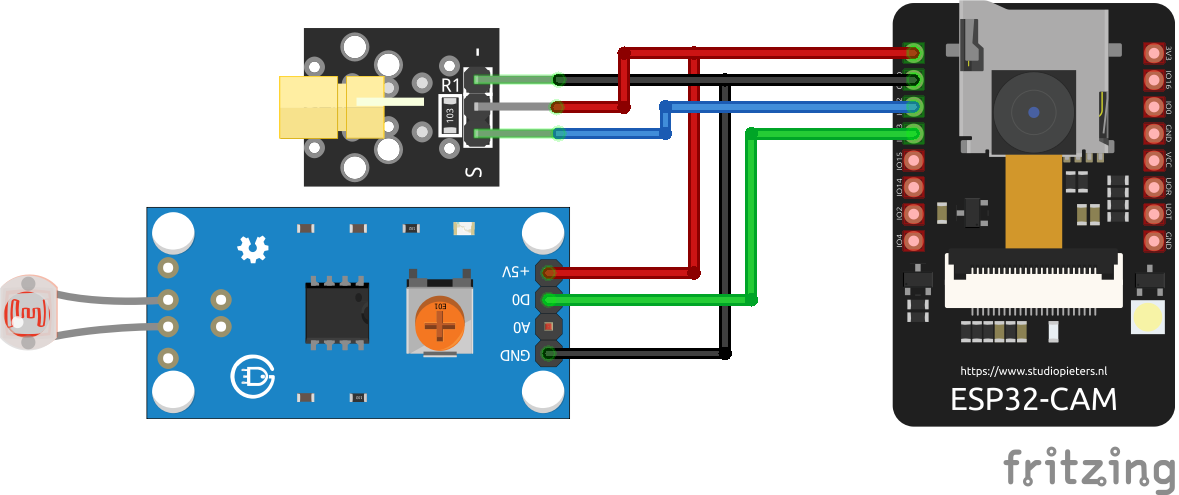 -
R1
103
S
+5V
D0
A0
GND
E01
IO15
IO14
IO2
IO4
3V3
IO16
IO0
GND
VCC
UOR
UOT
GND
https://www.studiopieters.nl
ESP32-CAM
fritzing